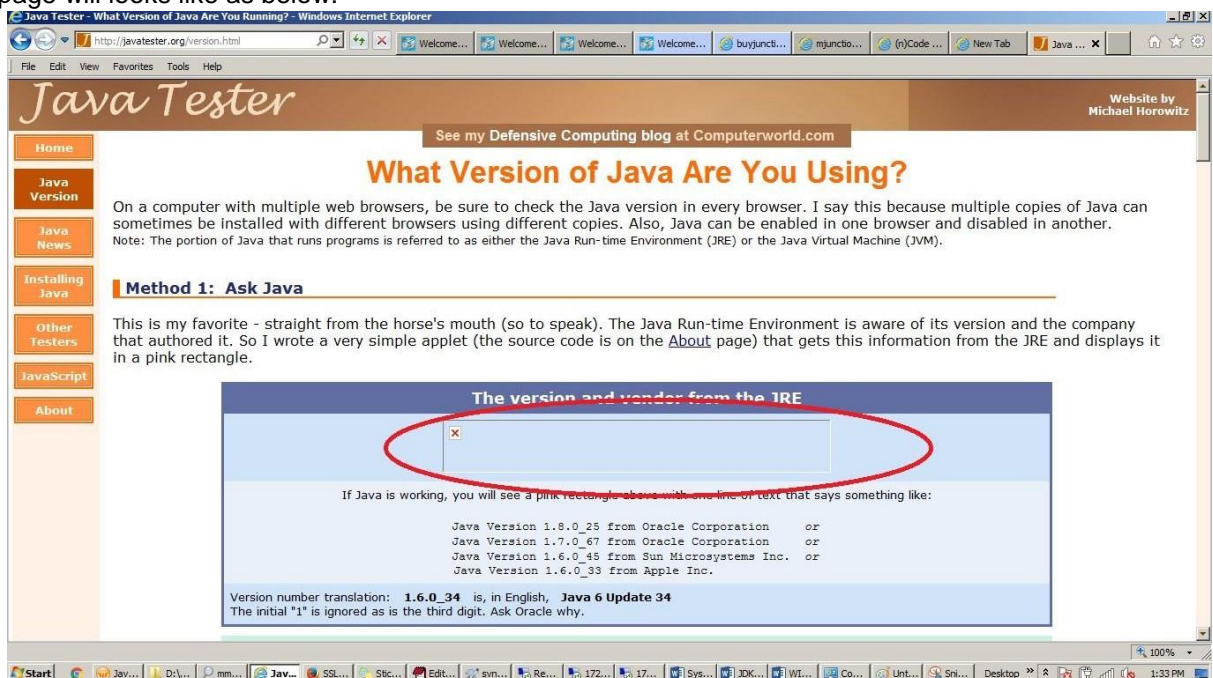 page will looks like as below.
Java Tester - What Version of Java Are You Running? - Windows Internet Explorer
http://javatester.org/version.html
Welcome... Welcome... Welcome... Welcome... buyjuncti... mjunctio... (n)Code ... New Tab Java ...
File Edit View Favorites Tools Help
Java Tester
Website by
Michael Horowitz
See my Defensive Computing blog at Computerworld.com
Home
Java
Version
Java
News
Installing
Java
Other
Testers
JavaScript
About
What Version of Java Are You Using?
On a computer with multiple web browsers, be sure to check the Java version in every browser. I say this because multiple copies of Java can
sometimes be installed with different browsers using different copies. Also, Java can be enabled in one browser and disabled in another.
Note: The portion of Java that runs programs is referred to as either the Java Run-time Environment (JRE) or the Java Virtual Machine (JVM).
Method 1: Ask Java
This is my favorite - straight from the horse's mouth (so to speak). The Java Run-time Environment is aware of its version and the company
that authored it. So I wrote a very simple applet (the source code is on the About page) that gets this information from the JRE and displays it
in a pink rectangle.
The version and vendor from the JRE
If Java is working, you will see a pink rectangle above with one line of text that says something like:
Java Version 1.8.0_25 from Oracle Corporation or
Java Version 1.7.0_67 from Oracle Corporation or
Java Version 1.6.0_45 from Sun Microsystems Inc. or
Java Version 1.6.0_33 from Apple Inc.
Version number translation: 1.6.0_34 is, in English, Java 6 Update 34
The initial "1" is ignored as is the third digit. Ask Oracle why.
100%
Start Jav... D:\... mm... Jav... SSL... Stic... Edit... svn... Re... 172... 17... Sys... JDK... WI... Co... Unt... Sni... Desktop 1:33 PM